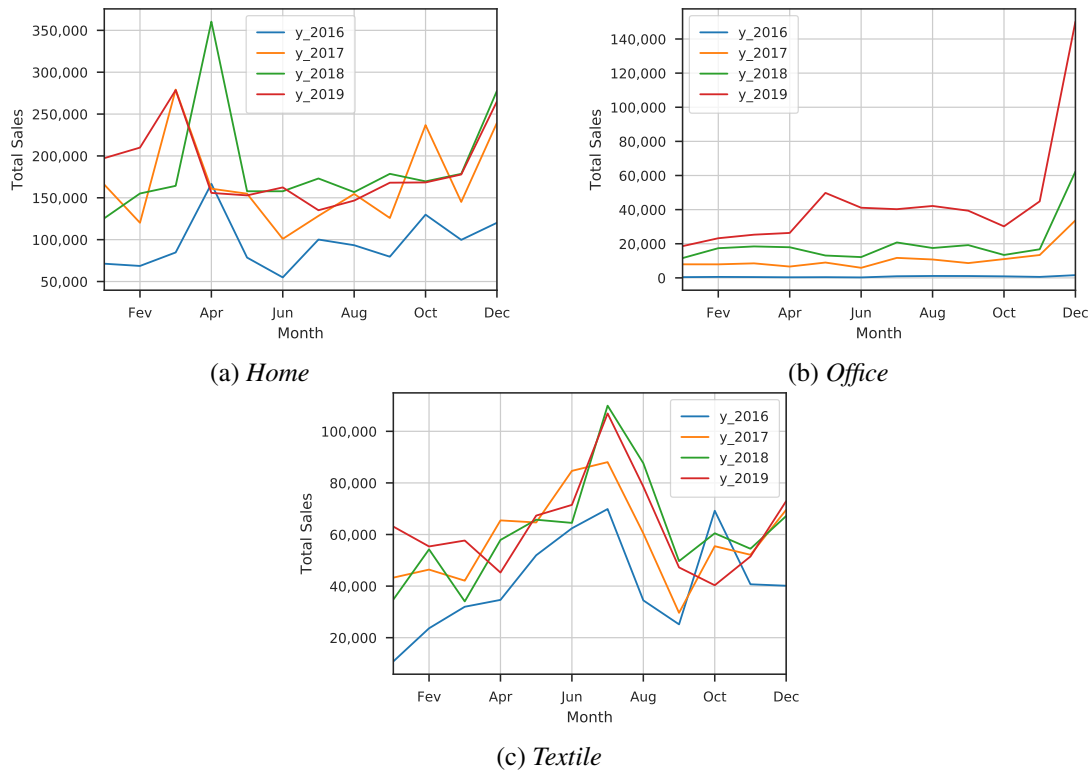 350,000
300,000
250,000
200,000
150,000
100,000
50,000
Total Sales
y_2016
y_2017
y_2018
y_2019
Fev Apr Jun Aug Oct Dec
Month
(a) Home
140,000
120,000
100,000
80,000
60,000
40,000
20,000
0
Total Sales
y_2016
y_2017
y_2018
y_2019
Fev Apr Jun Aug Oct Dec
Month
(b) Office
100,000
80,000
60,000
40,000
20,000
Total Sales
y_2016
y_2017
y_2018
y_2019
Fev Apr Jun Aug Oct Dec
Month
(c) Textile